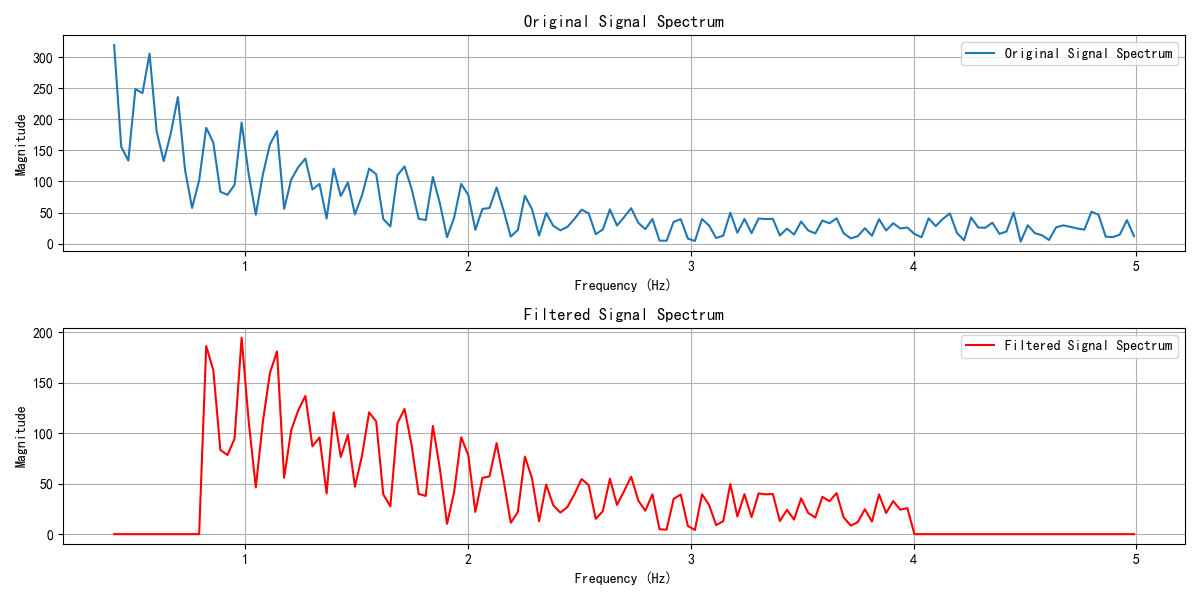 Original Signal Spectrum
Original Signal Spectrum
Magnitude
300
250
200
150
100
50
0
1 2 3 4 5
Frequency (Hz)
Filtered Signal Spectrum
Filtered Signal Spectrum
Magnitude
200
150
100
50
0
1 2 3 4 5
Frequency (Hz)